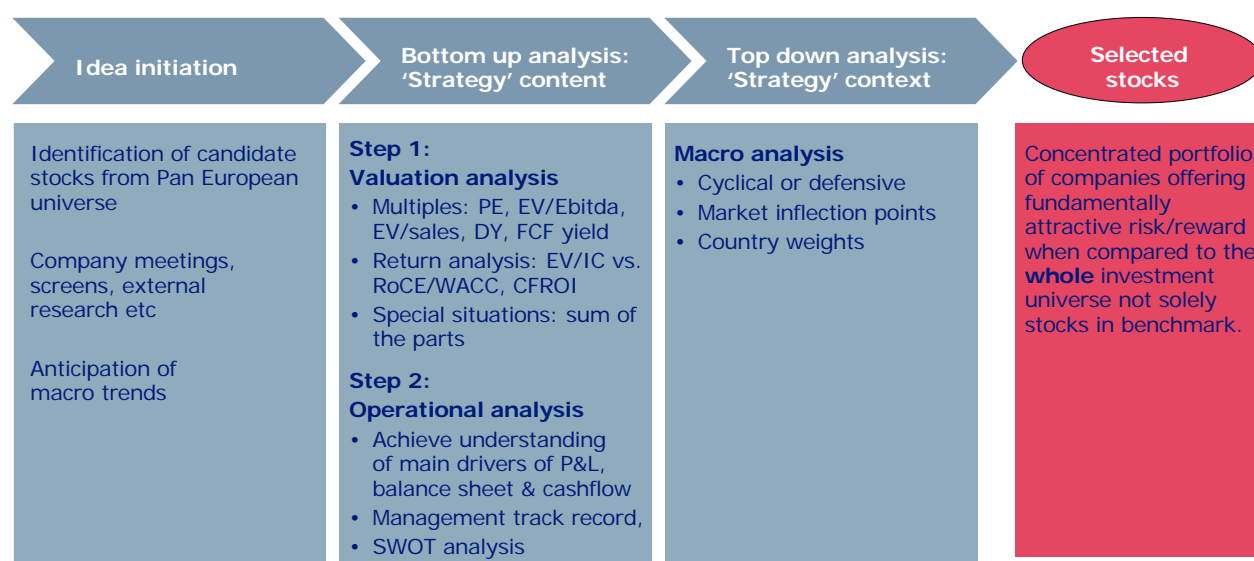 Idea initiation
Bottom up analysis:
‘Strategy’ content
Top down analysis:
‘Strategy’ context
Selected
stocks
Identification of candidate
stocks from Pan European
universe
Company meetings,
screens, external
research etc
Anticipation of
macro trends
Step 1:
Valuation analysis
• Multiples: PE, EV/Ebitda,
EV/sales, DY, FCF yield
• Return analysis: EV/IC vs.
RoCE/WACC, CFROI
• Special situations: sum of
the parts
Step 2:
Operational analysis
• Achieve understanding
of main drivers of P&L,
balance sheet & cashflow
• Management track record,
• SWOT analysis
Macro analysis
• Cyclical or defensive
• Market inflection points
• Country weights
Concentrated portfolio
of companies offering
fundamentally
attractive risk/reward
when compared to the
whole investment
universe not solely
stocks in benchmark.